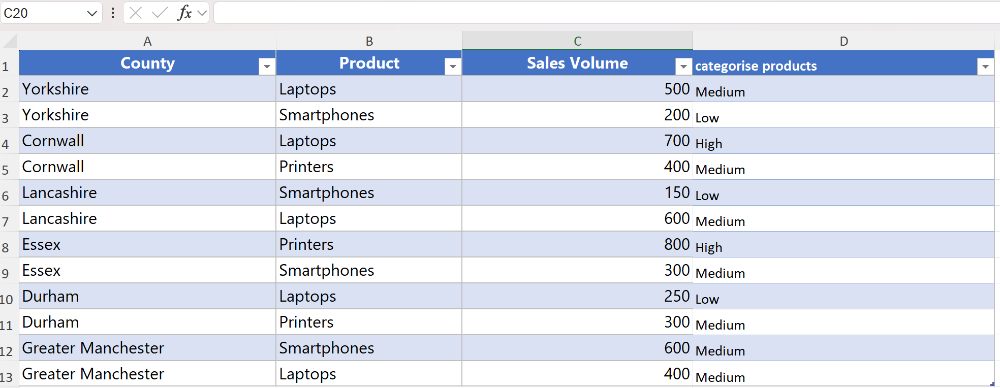 C20 fx
A B C D
1 County Product Sales Volume categorise products
2 Yorkshire Laptops 500 Medium
3 Yorkshire Smartphones 200 Low
4 Cornwall Laptops 700 High
5 Cornwall Printers 400 Medium
6 Lancashire Smartphones 150 Low
7 Lancashire Laptops 600 Medium
8 Essex Printers 800 High
9 Essex Smartphones 300 Medium
10 Durham Laptops 250 Low
11 Durham Printers 300 Medium
12 Greater Manchester Smartphones 600 Medium
13 Greater Manchester Laptops 400 Medium